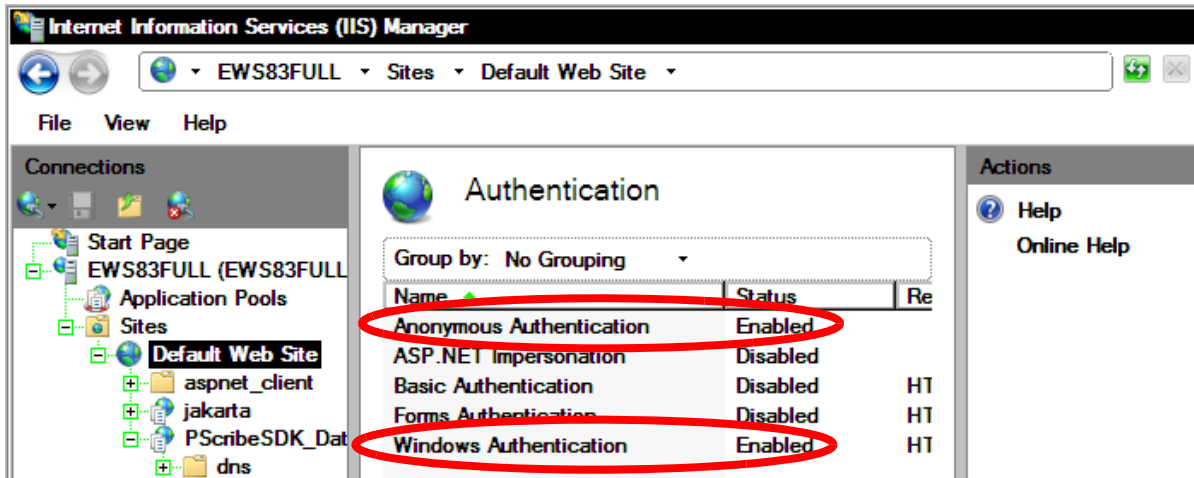 Internet Information Services (IIS) Manager
EWS83FULL Sites Default Web Site
File View Help
Connections
Start Page
EWS83FULL (EWS83FULL
Application Pools
Sites
Default Web Site
aspnet_client
jakarta
PScribeSDK_Dat
dns
Authentication
Group by: No Grouping
Name Status Re
Anonymous Authentication Enabled
ASP.NET Impersonation Disabled
Basic Authentication Disabled HT
Forms Authentication Disabled HT
Windows Authentication Enabled HT
Actions
Help
Online Help